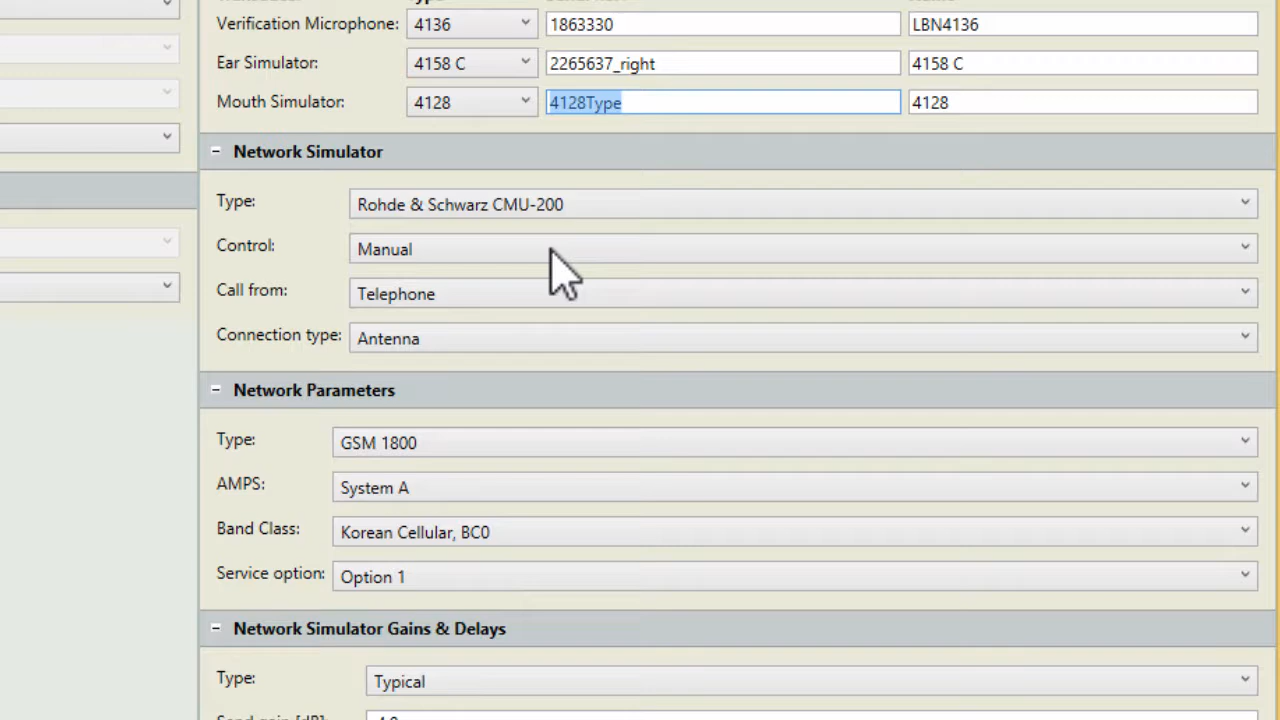 Verification Microphone: 4136 1863330 LBN4136
Ear Simulator: 4158 C 2265637_right 4158 C
Mouth Simulator: 4128 4128Type 4128
Network Simulator
Type: Rohde & Schwarz CMU-200
Control: Manual
Call from: Telephone
Connection type: Antenna
Network Parameters
Type: GSM 1800
AMPS: System A
Band Class: Korean Cellular, BC0
Service option: Option 1
Network Simulator Gains & Delays
Type: Typical